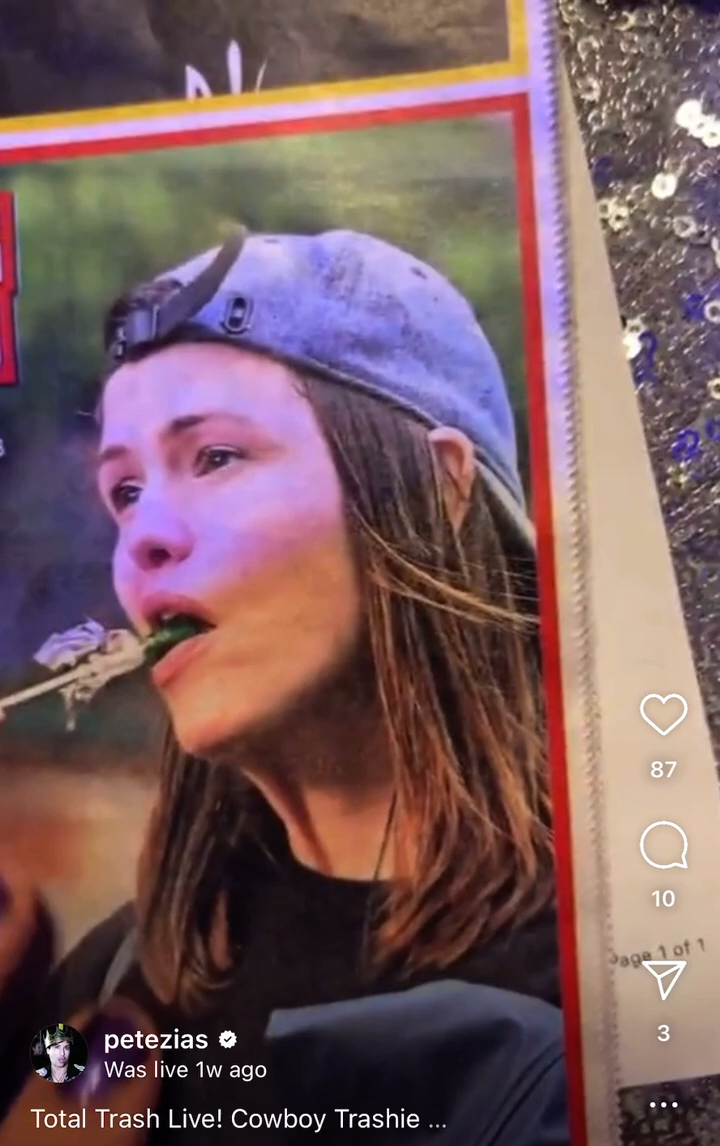 87
10
Page 1 of 1
3
petezias
Was live 1w ago
Total Trash Live! Cowboy Trashie ...